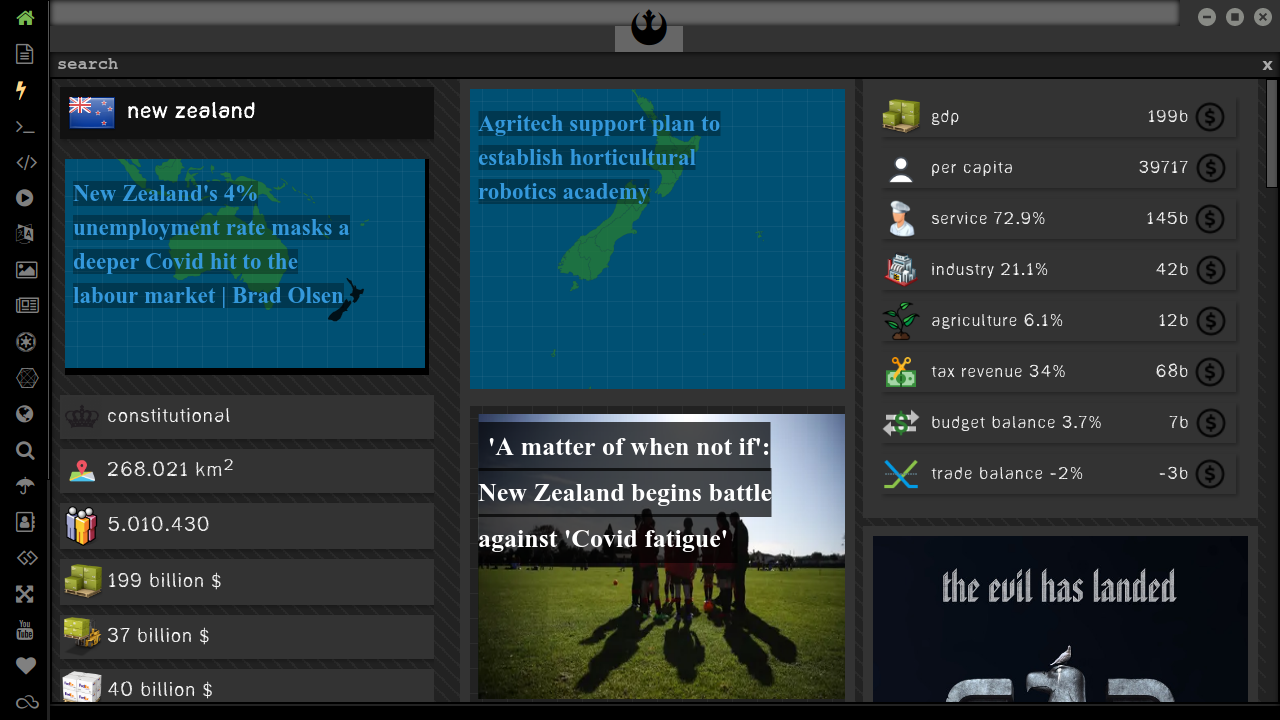 search
x
new zealand
New Zealand's 4%
unemployment rate masks a
deeper Covid hit to the
labour market | Brad Olsen
constitutional
268.021 km²
5.010.430
199 billion $
37 billion $
40 billion $
Agritech support plan to
establish horticultural
robotics academy
'A matter of when not if':
New Zealand begins battle
against 'Covid fatigue'
gdp 199b
per capita 39717
service 72.9% 145b
industry 21.1% 42b
agriculture 6.1% 12b
tax revenue 34% 68b
budget balance 3.7% 7b
trade balance -2% -3b
the evil has landed
You
Tube